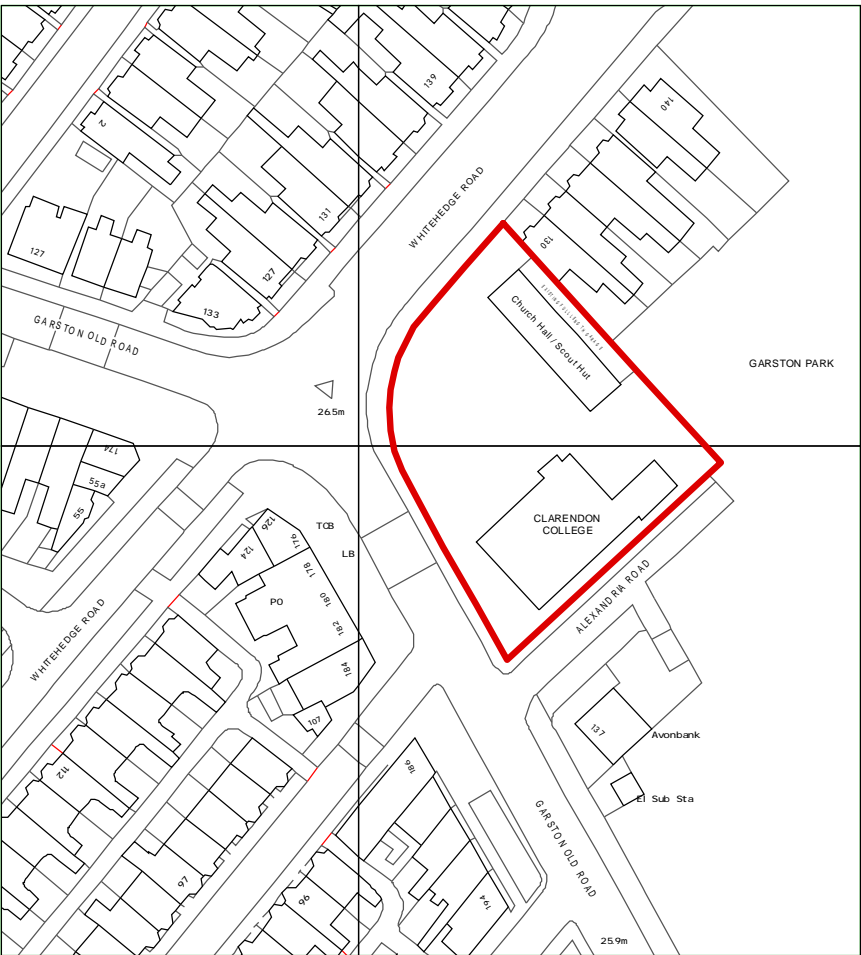 139
140
2
WHITEHEDGE ROAD
131
130
127
127
133
Church Hall / Scout Hut
GARSTON OLD ROAD
GARSTON PARK
26.5m
174
55a
55
CLARENDON
COLLEGE
126
TCB
176
LB
124
178
ALEXANDRIA ROAD
PO
180
182
WHITEHEDGE ROAD
184
107
137
Avonbank
186
112
El Sub Sta
GARSTON OLD ROAD
97
96
194
25.9m